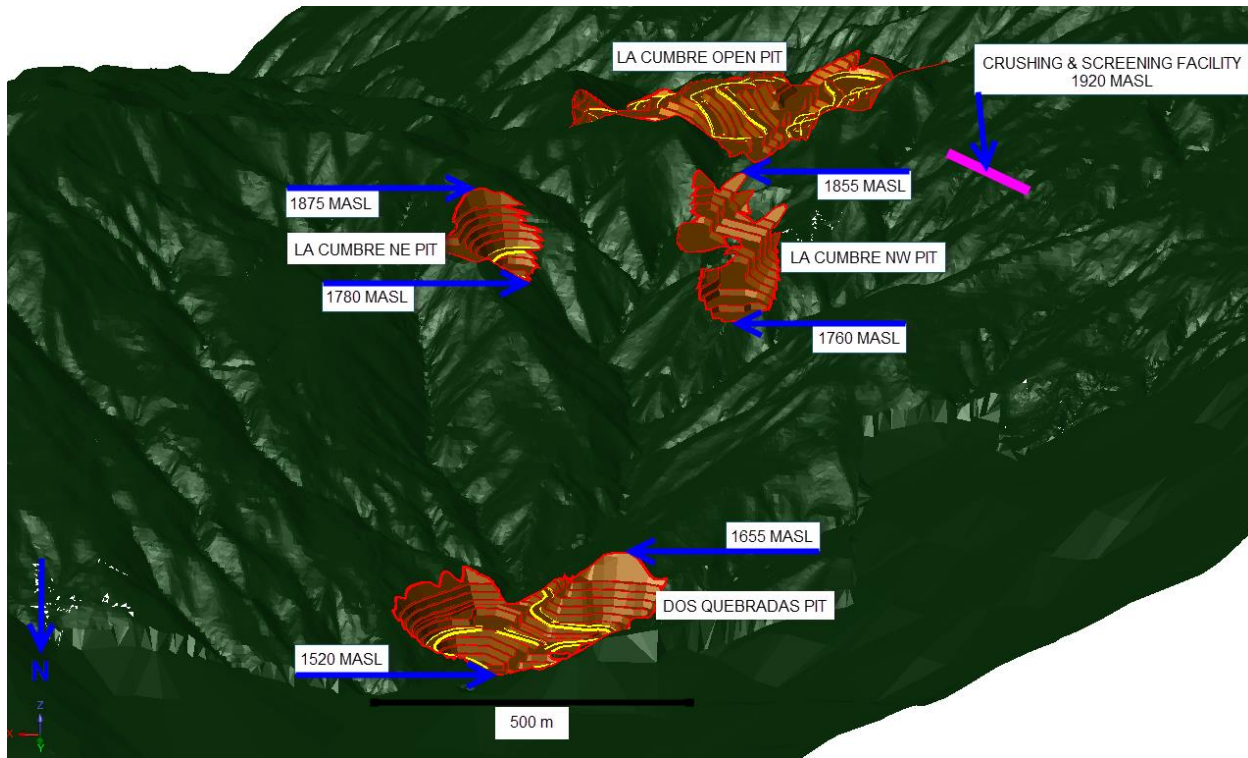 LA CUMBRE OPEN PIT
CRUSHING & SCREENING FACILITY
1920 MASL
1855 MASL
1875 MASL
LA CUMBRE NE PIT
LA CUMBRE NW PIT
1780 MASL
1760 MASL
1655 MASL
DOS QUEBRADAS PIT
1520 MASL
N
500 m
Z
X
Y